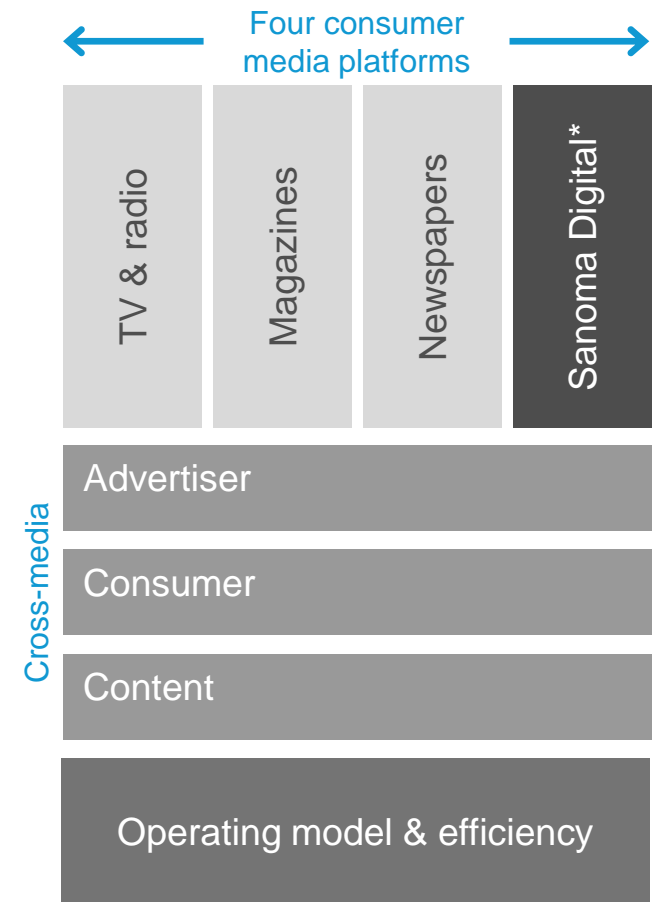 Four consumer
media platforms
TV & radio
Magazines
Newspapers
Sanoma Digital*
Cross-media
Advertiser
Consumer
Content
Operating model & efficiency